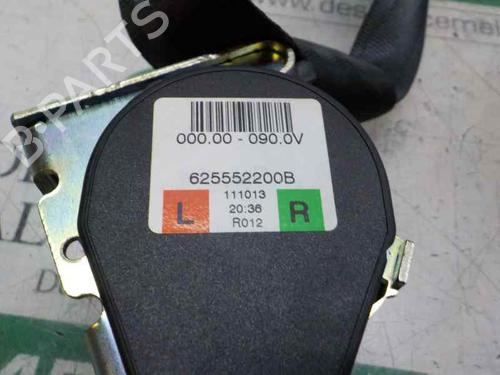 000.00 - 090.0V
625552200B
L
111013
20:36
R012
R
B-PARTS